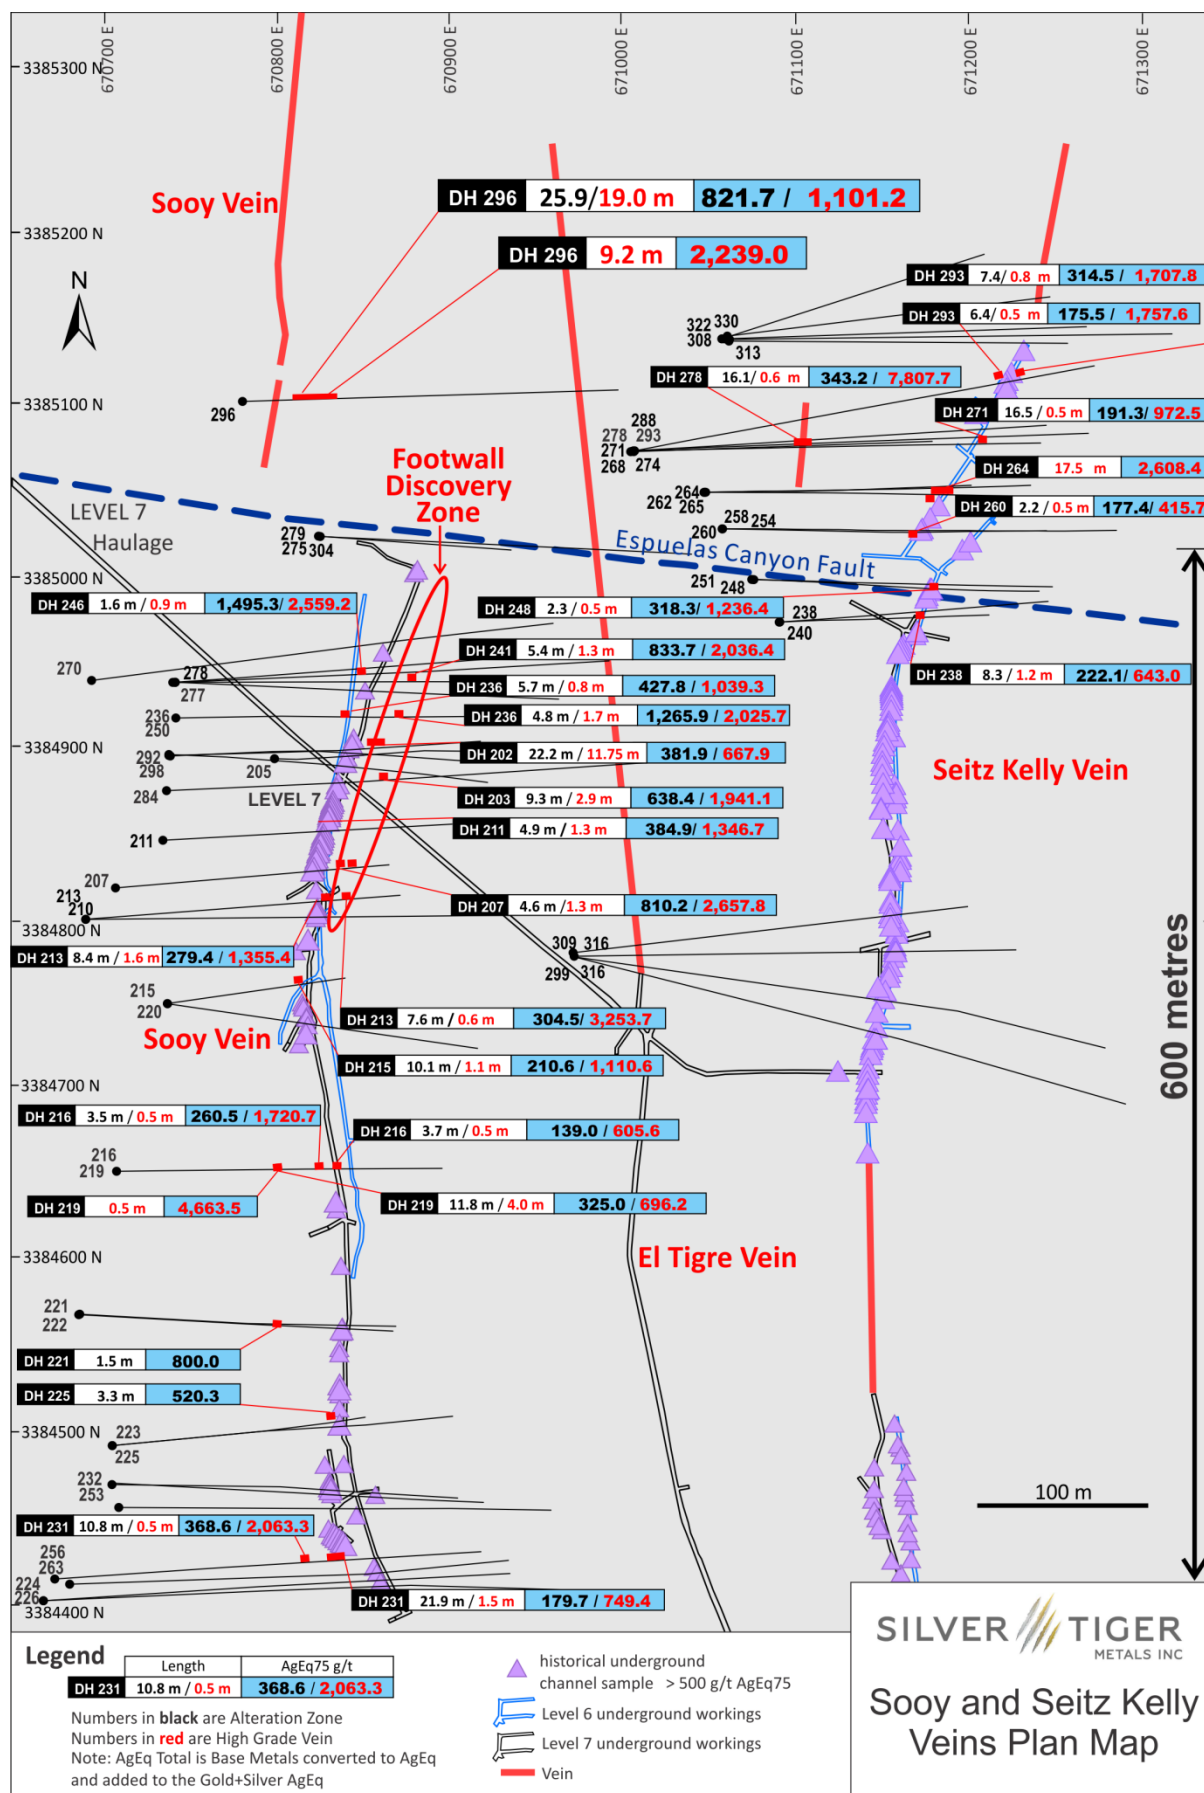 670700 E
670800 E
670900 E
671000 E
671100 E
671200 E
671300 E
3385300 N
3385200 N
3385100 N
3385000 N
3384900 N
3384800 N
3384700 N
3384600 N
3384500 N
3384400 N
N
Sooy Vein
DH 296 25.9/19.0 m 821.7 / 1,101.2
DH 296 9.2 m 2,239.0
DH 293 7.4/ 0.8 m 314.5 / 1,707.8
DH 293 6.4/ 0.5 m 175.5 / 1,757.6
322 330
308
313
DH 278 16.1/ 0.6 m 343.2 / 7,807.7
296
288
278 293
271
268 274
DH 271 16.5 / 0.5 m 191.3/ 972.5
Footwall
Discovery
Zone
DH 264 17.5 m 2,608.4
264
262 265
DH 260 2.2 / 0.5 m 177.4/ 415.7
258 254
260
LEVEL 7
Haulage
279
275 304
Espuelas Canyon Fault
251
248
DH 246 1.6 m / 0.9 m 1,495.3/ 2,559.2
DH 248 2.3 / 0.5 m 318.3/ 1,236.4
238
240
DH 241 5.4 m / 1.3 m 833.7 / 2,036.4
270
278
277
DH 236 5.7 m / 0.8 m 427.8 / 1,039.3
DH 238 8.3 / 1.2 m 222.1/ 643.0
236
250
DH 236 4.8 m / 1.7 m 1,265.9 / 2,025.7
DH 202 22.2 m / 11.75 m 381.9 / 667.9
292
298
205
Seitz Kelly Vein
284
LEVEL 7
DH 203 9.3 m / 2.9 m 638.4 / 1,941.1
DH 211 4.9 m / 1.3 m 384.9/ 1,346.7
211
207
213
210
DH 207 4.6 m /1.3 m 810.2 / 2,657.8
DH 213 8.4 m / 1.6 m 279.4 / 1,355.4
309 316
299 316
215
220
DH 213 7.6 m / 0.6 m 304.5/ 3,253.7
Sooy Vein
DH 215 10.1 m / 1.1 m 210.6 / 1,110.6
600 metres
DH 216 3.5 m / 0.5 m 260.5 / 1,720.7
DH 216 3.7 m / 0.5 m 139.0 / 605.6
216
219
DH 219 0.5 m 4,663.5
DH 219 11.8 m / 4.0 m 325.0 / 696.2
El Tigre Vein
221
222
DH 221 1.5 m 800.0
DH 225 3.3 m 520.3
223
225
232
253
100 m
DH 231 10.8 m / 0.5 m 368.6 / 2,063.3
256
263
224
226
DH 231 21.9 m / 1.5 m 179.7 / 749.4
Legend
Length AgEq75 g/t
DH 231 10.8 m / 0.5 m 368.6 / 2,063.3
Numbers in black are Alteration Zone
Numbers in red are High Grade Vein
Note: AgEq Total is Base Metals converted to AgEq
and added to the Gold+Silver AgEq
historical underground
channel sample > 500 g/t AgEq75
Level 6 underground workings
Level 7 underground workings
Vein
SILVER TIGER
METALS INC
Sooy and Seitz Kelly
Veins Plan Map